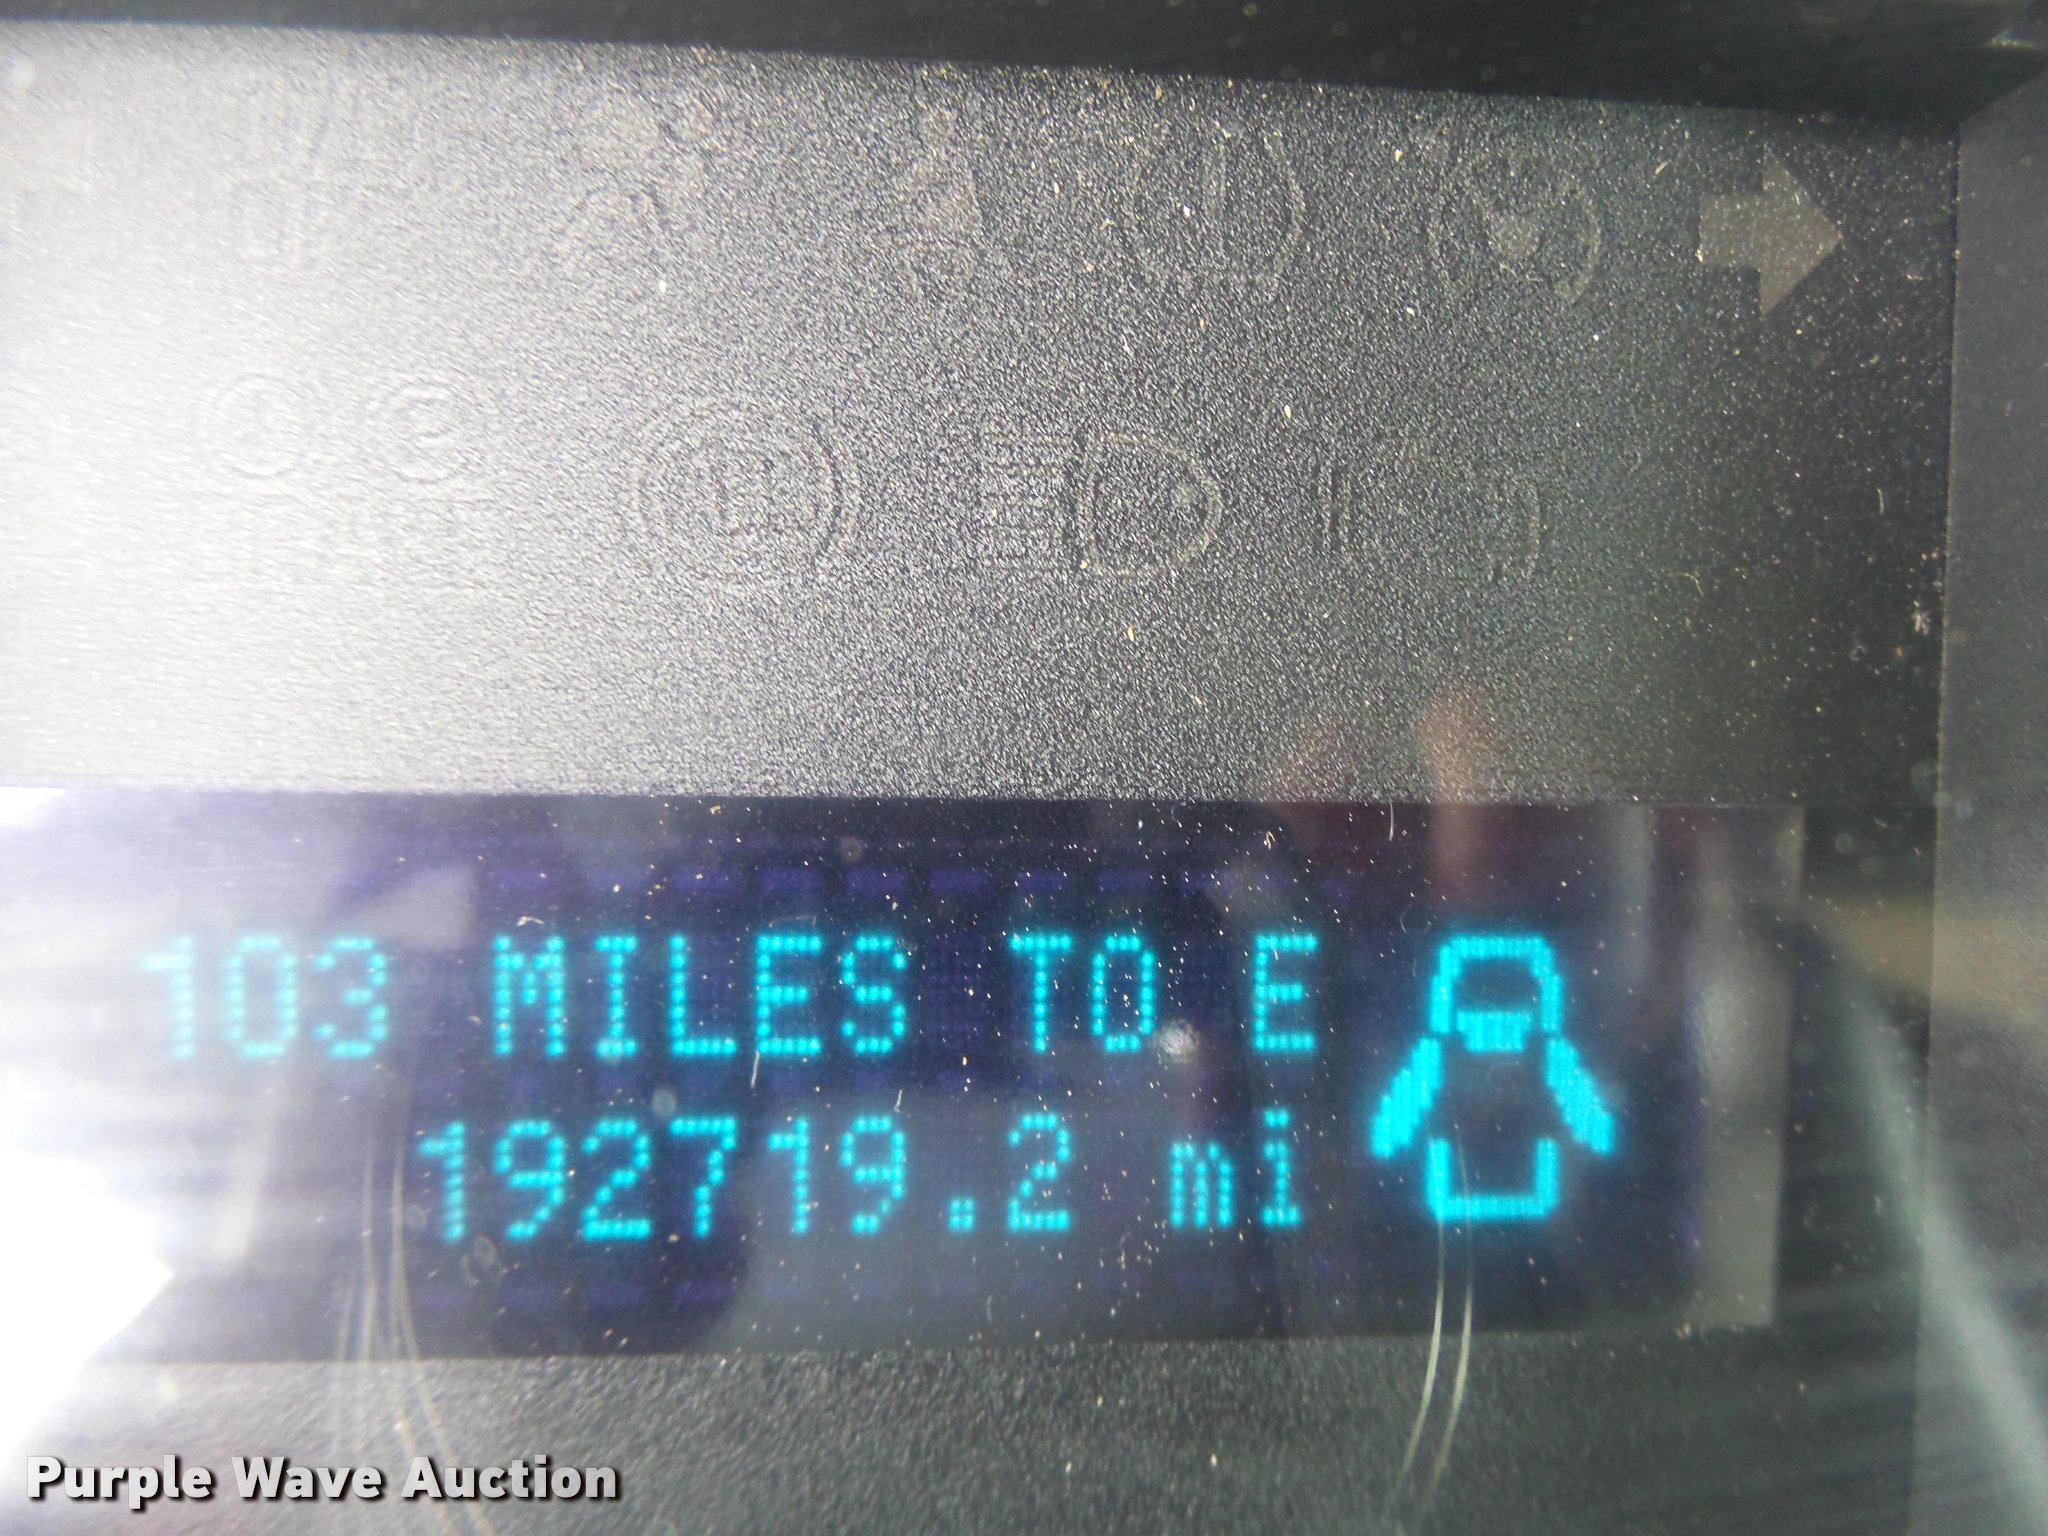 103 MILES TO E
192719.2 mi
Purple Wave Auction